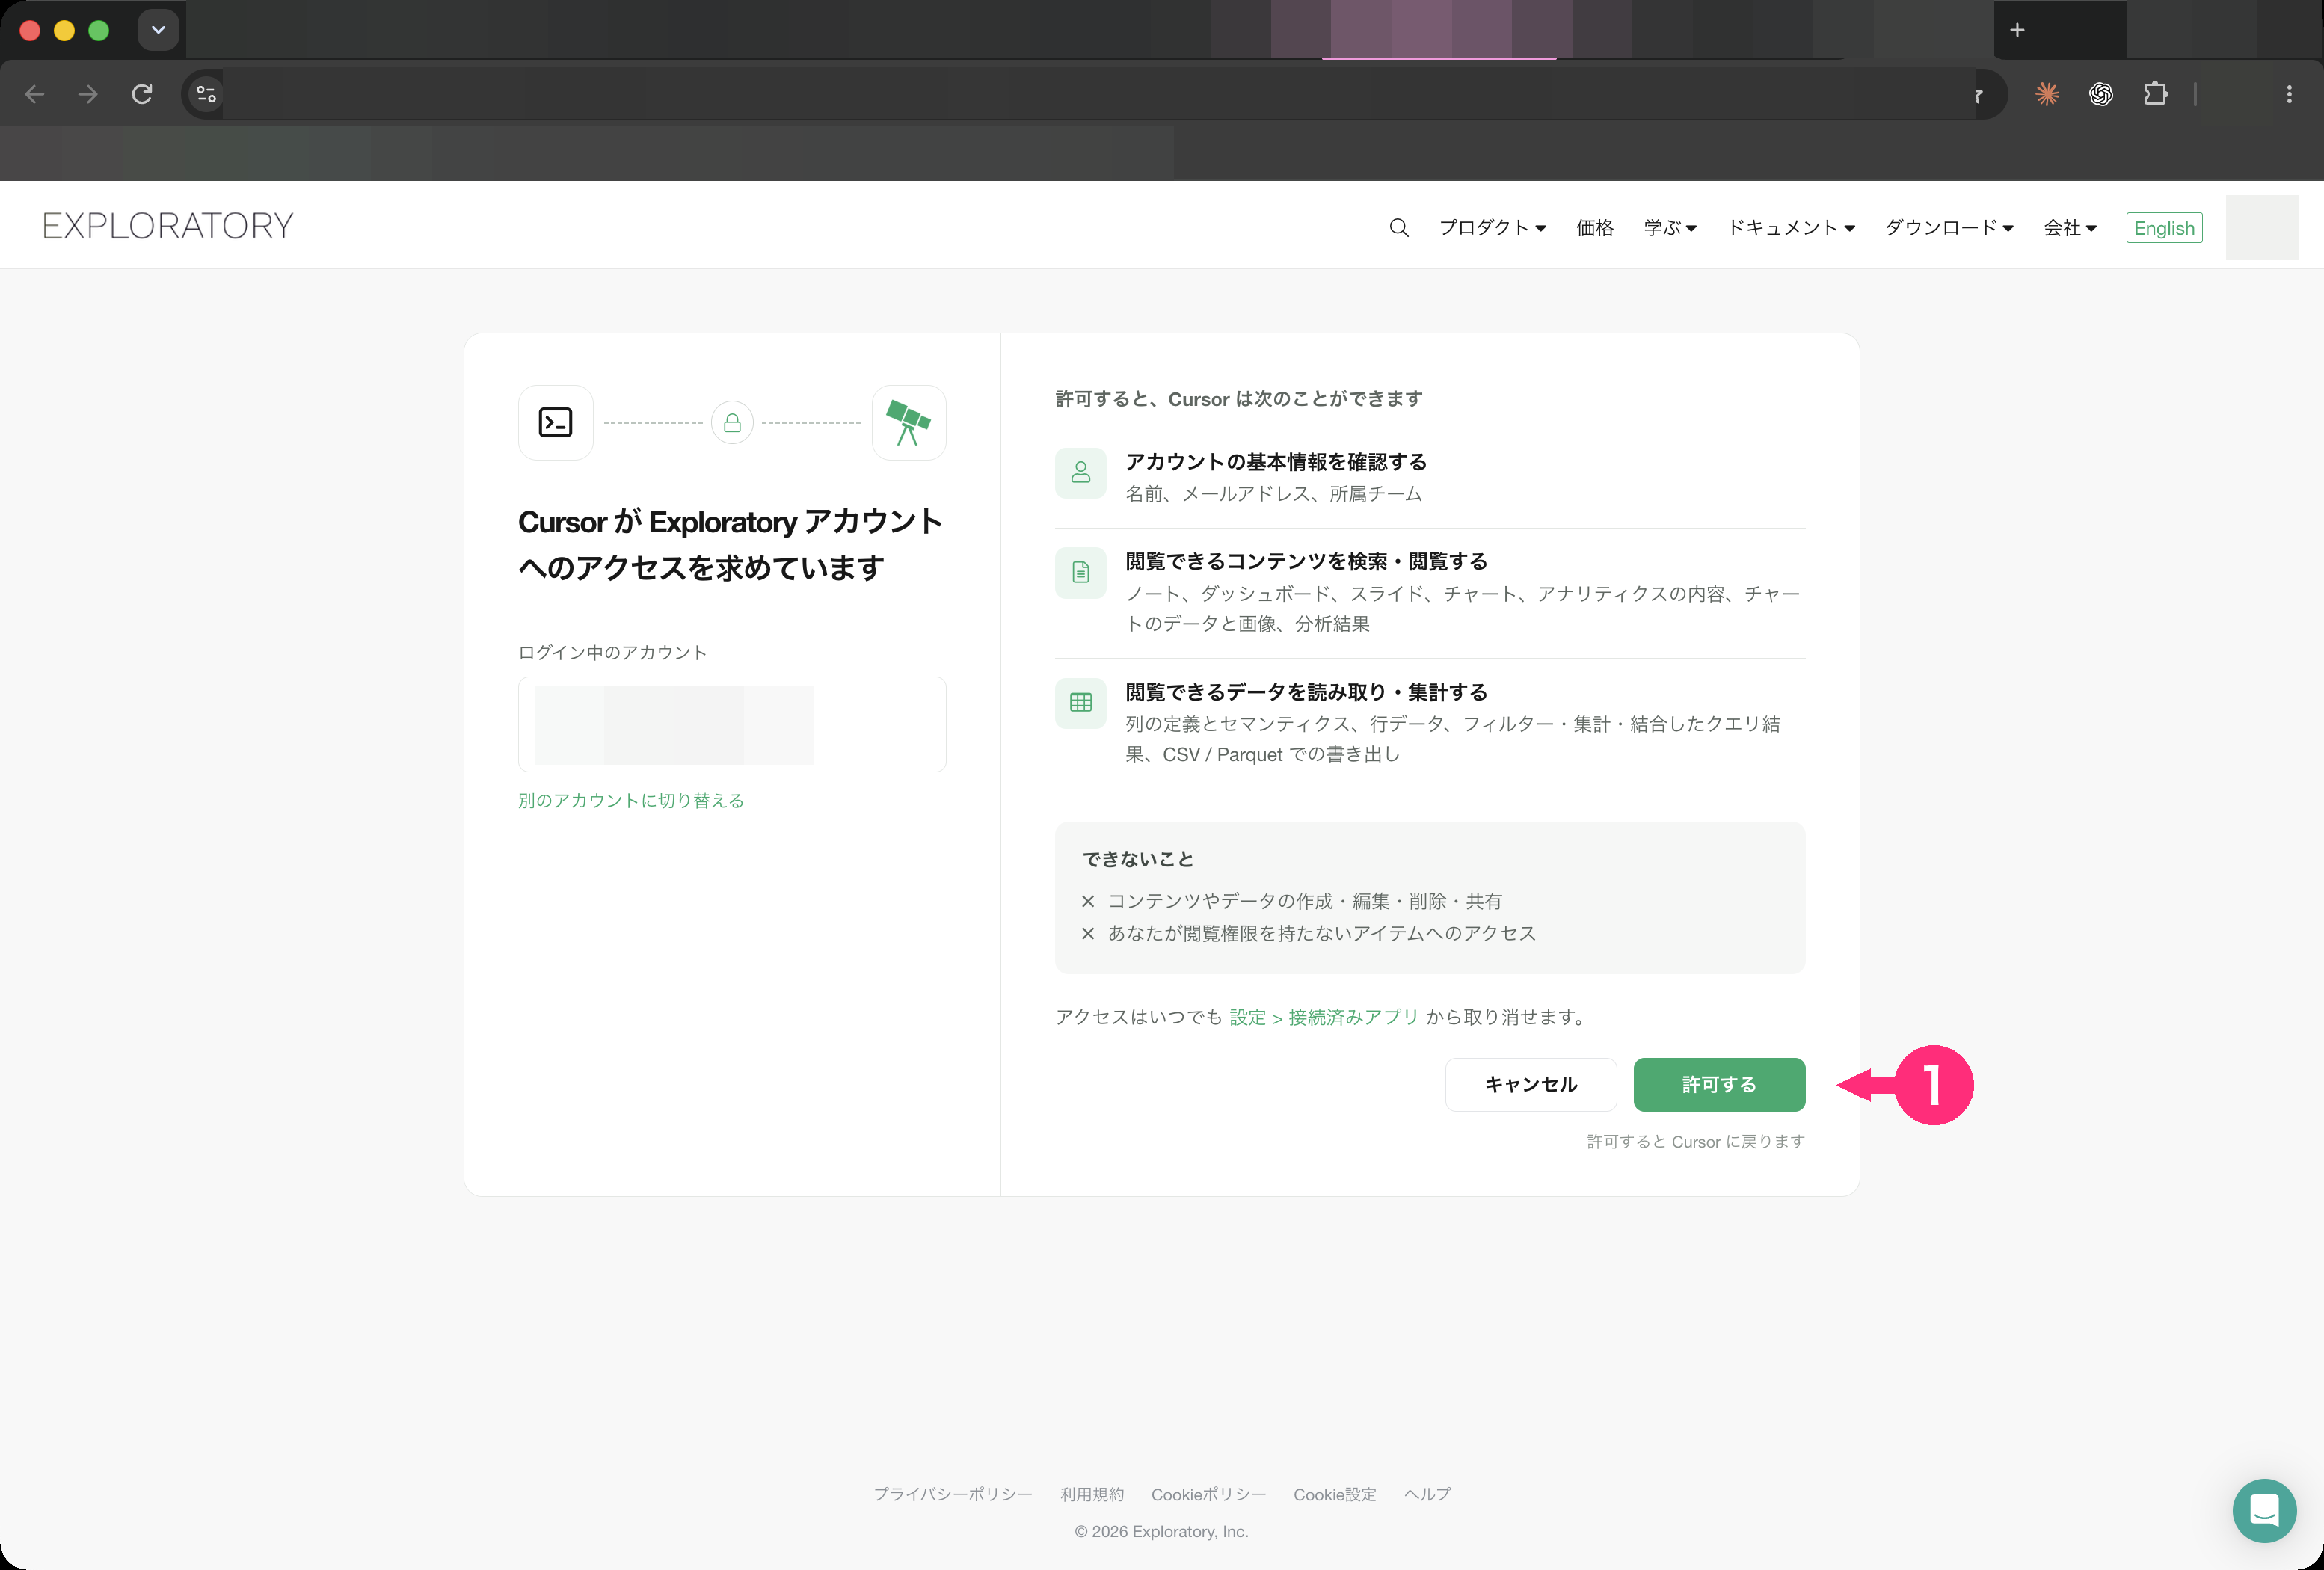 EXPLORATORY
プロダクト
価格
学ぶ
ドキュメント
ダウンロード
会社
English
Cursor が Exploratory アカウント
へのアクセスを求めています
ログイン中のアカウント
別のアカウントに切り替える
許可すると、Cursor は次のことができます
アカウントの基本情報を確認する
名前、メールアドレス、所属チーム
閲覧できるコンテンツを検索・閲覧する
ノート、ダッシュボード、スライド、チャート、アナリティクスの内容、チャー
トのデータと画像、分析結果
閲覧できるデータを読み取り・集計する
列の定義とセマンティクス、行データ、フィルター・集計・結合したクエリ結
果、CSV / Parquet での書き出し
できないこと
× コンテンツやデータの作成・編集・削除・共有
× あなたが閲覧権限を持たないアイテムへのアクセス
アクセスはいつでも 設定 > 接続済みアプリ から取り消せます。
キャンセル
許可する
1
許可すると Cursor に戻ります
プライバシーポリシー
利用規約
Cookieポリシー
Cookie設定
ヘルプ
© 2026 Exploratory, Inc.